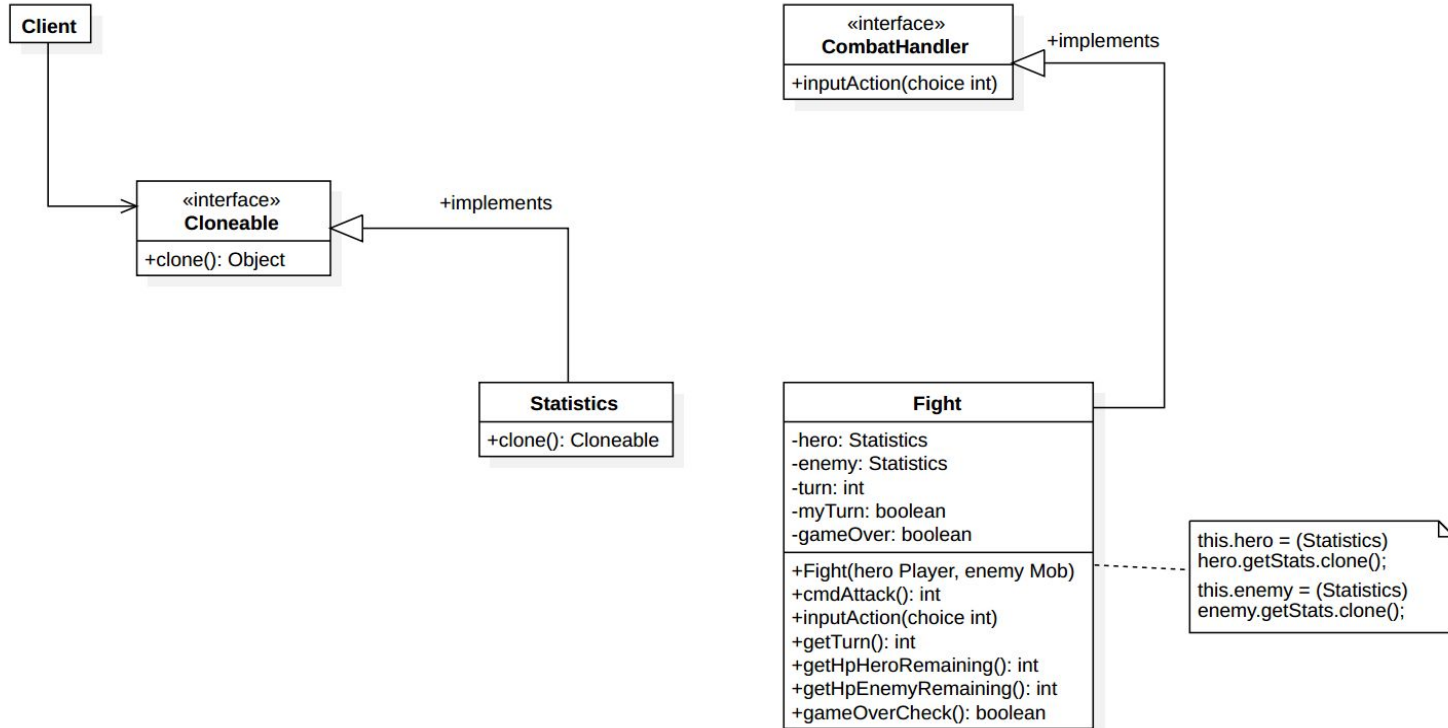 Client
«interface»
Cloneable
+clone(): Object
+implements
Statistics
+clone(): Cloneable
«interface»
CombatHandler
+inputAction(choice int)
+implements
Fight
-hero: Statistics
-enemy: Statistics
-turn: int
-myTurn: boolean
-gameOver: boolean
+Fight(hero Player, enemy Mob)
+cmdAttack(): int
+inputAction(choice int)
+getTurn(): int
+getHpHeroRemaining(): int
+getHpEnemyRemaining(): int
+gameOverCheck(): boolean
this.hero = (Statistics)
hero.getStats.clone();
this.enemy = (Statistics)
enemy.getStats.clone();